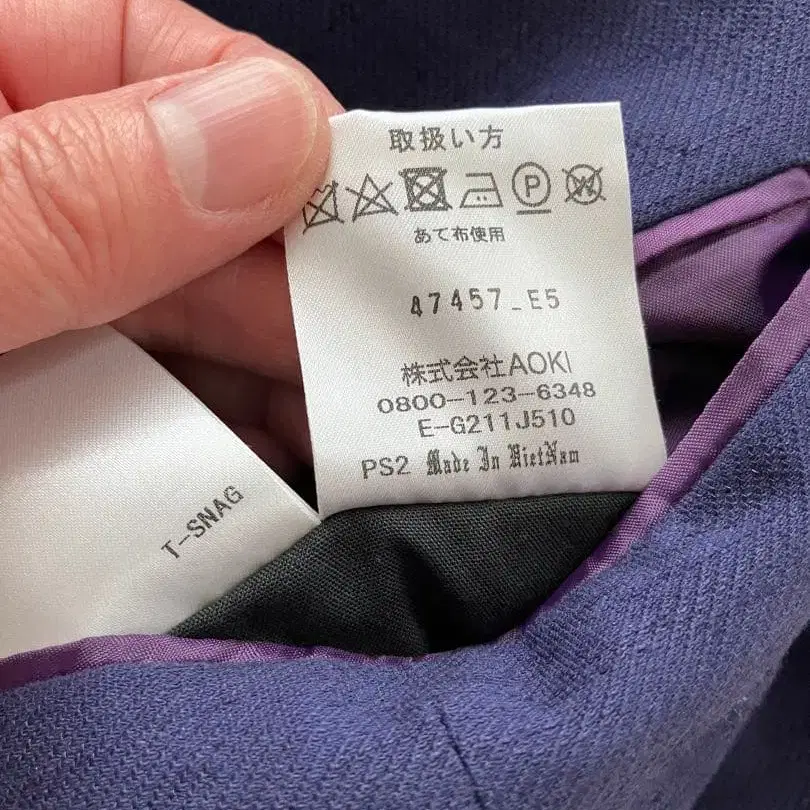 取扱い方
P W
あて布使用
47457_E5
株式会社AOKI
0800-123-6348
E-G211J510
PS2 Made In VietNam
T-SNAG